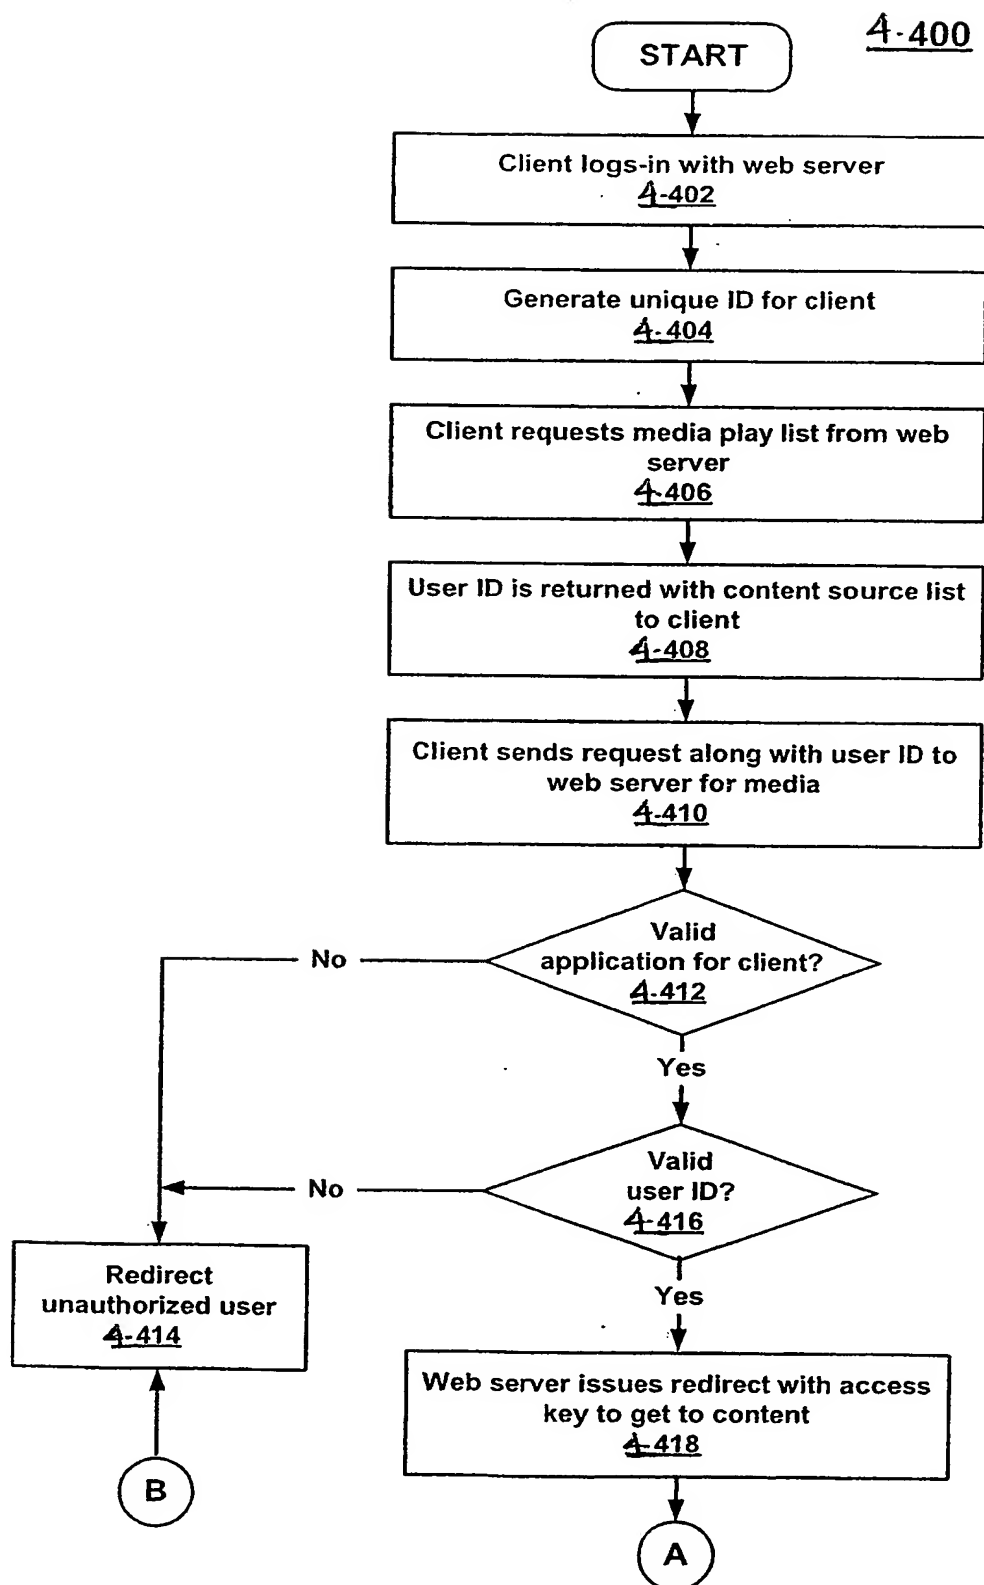 4-400
START
Client logs-in with web server
4-402
Generate unique ID for client
4-404
Client requests media play list from web
server
4-406
User ID is returned with content source list
to client
4-408
Client sends request along with user ID to
web server for media
4-410
Valid
application for client?
4-412
No
Yes
Valid
user ID?
4-416
No
Redirect
unauthorized user
4-414
Yes
Web server issues redirect with access
key to get to content
4-418
B
A